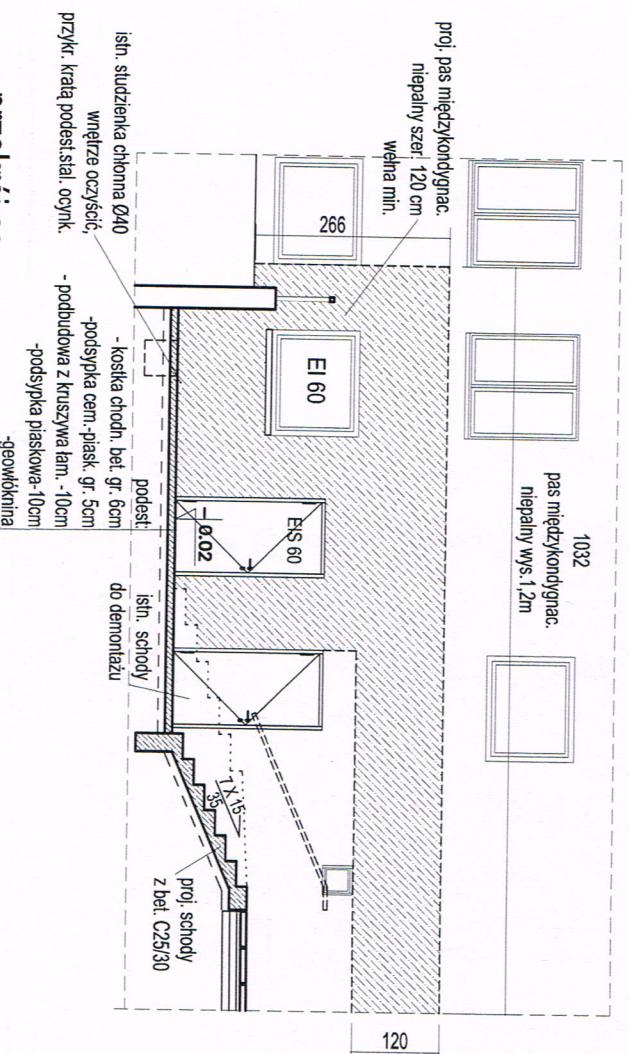 proj. pas międzykondygnac.
niepalny szer. 120 cm
wełna min.
266
1032
pas międzykondygnac.
niepalny wys.1,2m
120
EI 60
EIS 60
- 0.02
istn. studzienka chłonna Ø40
wnętrze oczyścić,
przykr. kratą podest.stal. ocynk.
podest:
- kostka chodn. bet. gr. 6cm
-podsypka cem.-piask. gr. 5cm
- podbudowa z kruszywa łam. -10cm
-podsypka piaskowa-10cm
-geowłóknina
istn. schody
do demontażu
7 X 15
35
proj. schody
z bet. C25/30